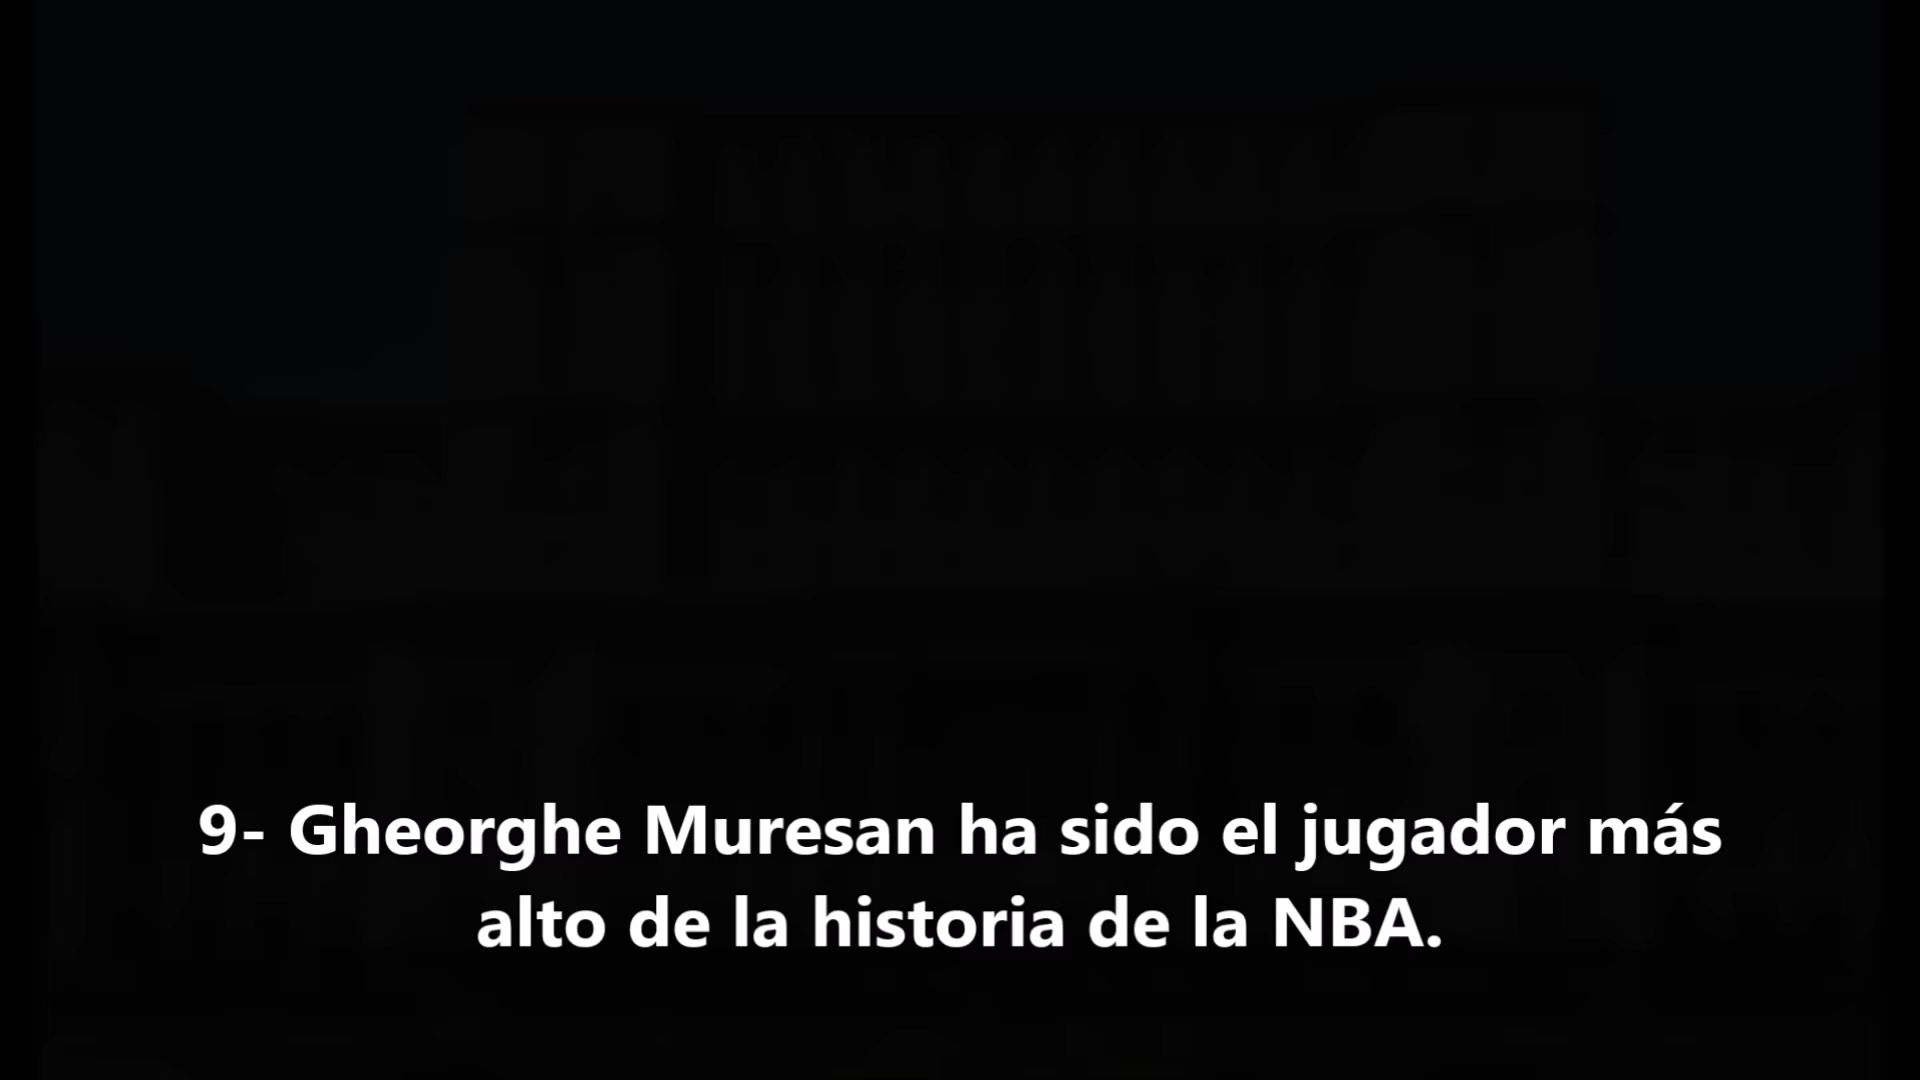 9- Gheorghe Muresan ha sido el jugador más
alto de la historia de la NBA.